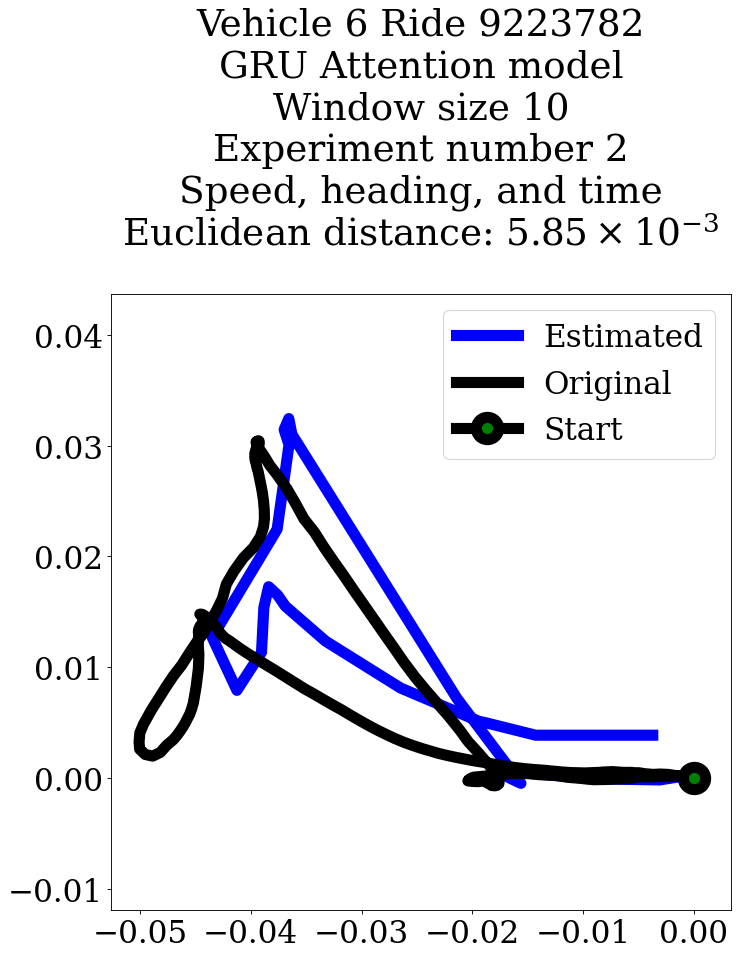 Vehicle 6 Ride 9223782
GRU Attention model
Window size 10
Experiment number 2
Speed, heading, and time
Euclidean distance: 5.85 × 10⁻³
Estimated
Original
Start
0.04
0.03
0.02
0.01
0.00
−0.01
−0.05 −0.04 −0.03 −0.02 −0.01 0.00